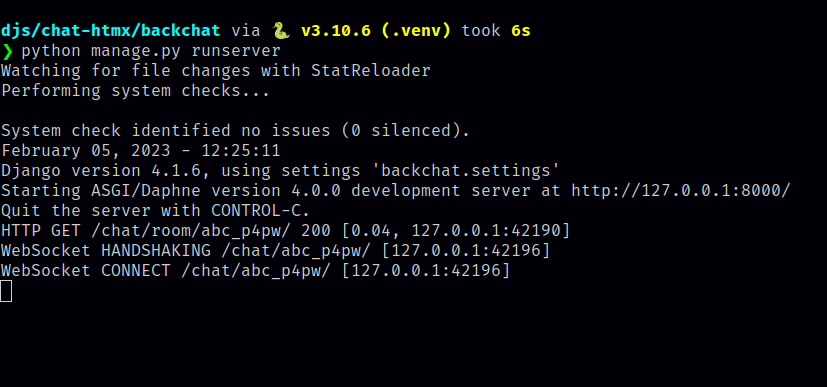 djs/chat-htmx/backchat via 🐍 v3.10.6 (.venv) took 6s
❯ python manage.py runserver
Watching for file changes with StatReloader
Performing system checks...
System check identified no issues (0 silenced).
February 05, 2023 - 12:25:11
Django version 4.1.6, using settings 'backchat.settings'
Starting ASGI/Daphne version 4.0.0 development server at http://127.0.0.1:8000/
Quit the server with CONTROL-C.
HTTP GET /chat/room/abc_p4pw/ 200 [0.04, 127.0.0.1:42190]
WebSocket HANDSHAKING /chat/abc_p4pw/ [127.0.0.1:42196]
WebSocket CONNECT /chat/abc_p4pw/ [127.0.0.1:42196]